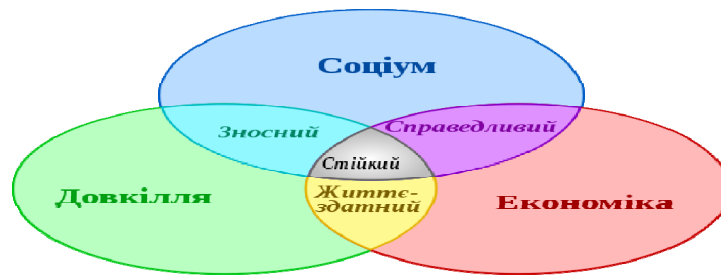 Соціум
Зносний
Справедливий
Стійкий
Довкілля
Життє-
здатний
Економіка